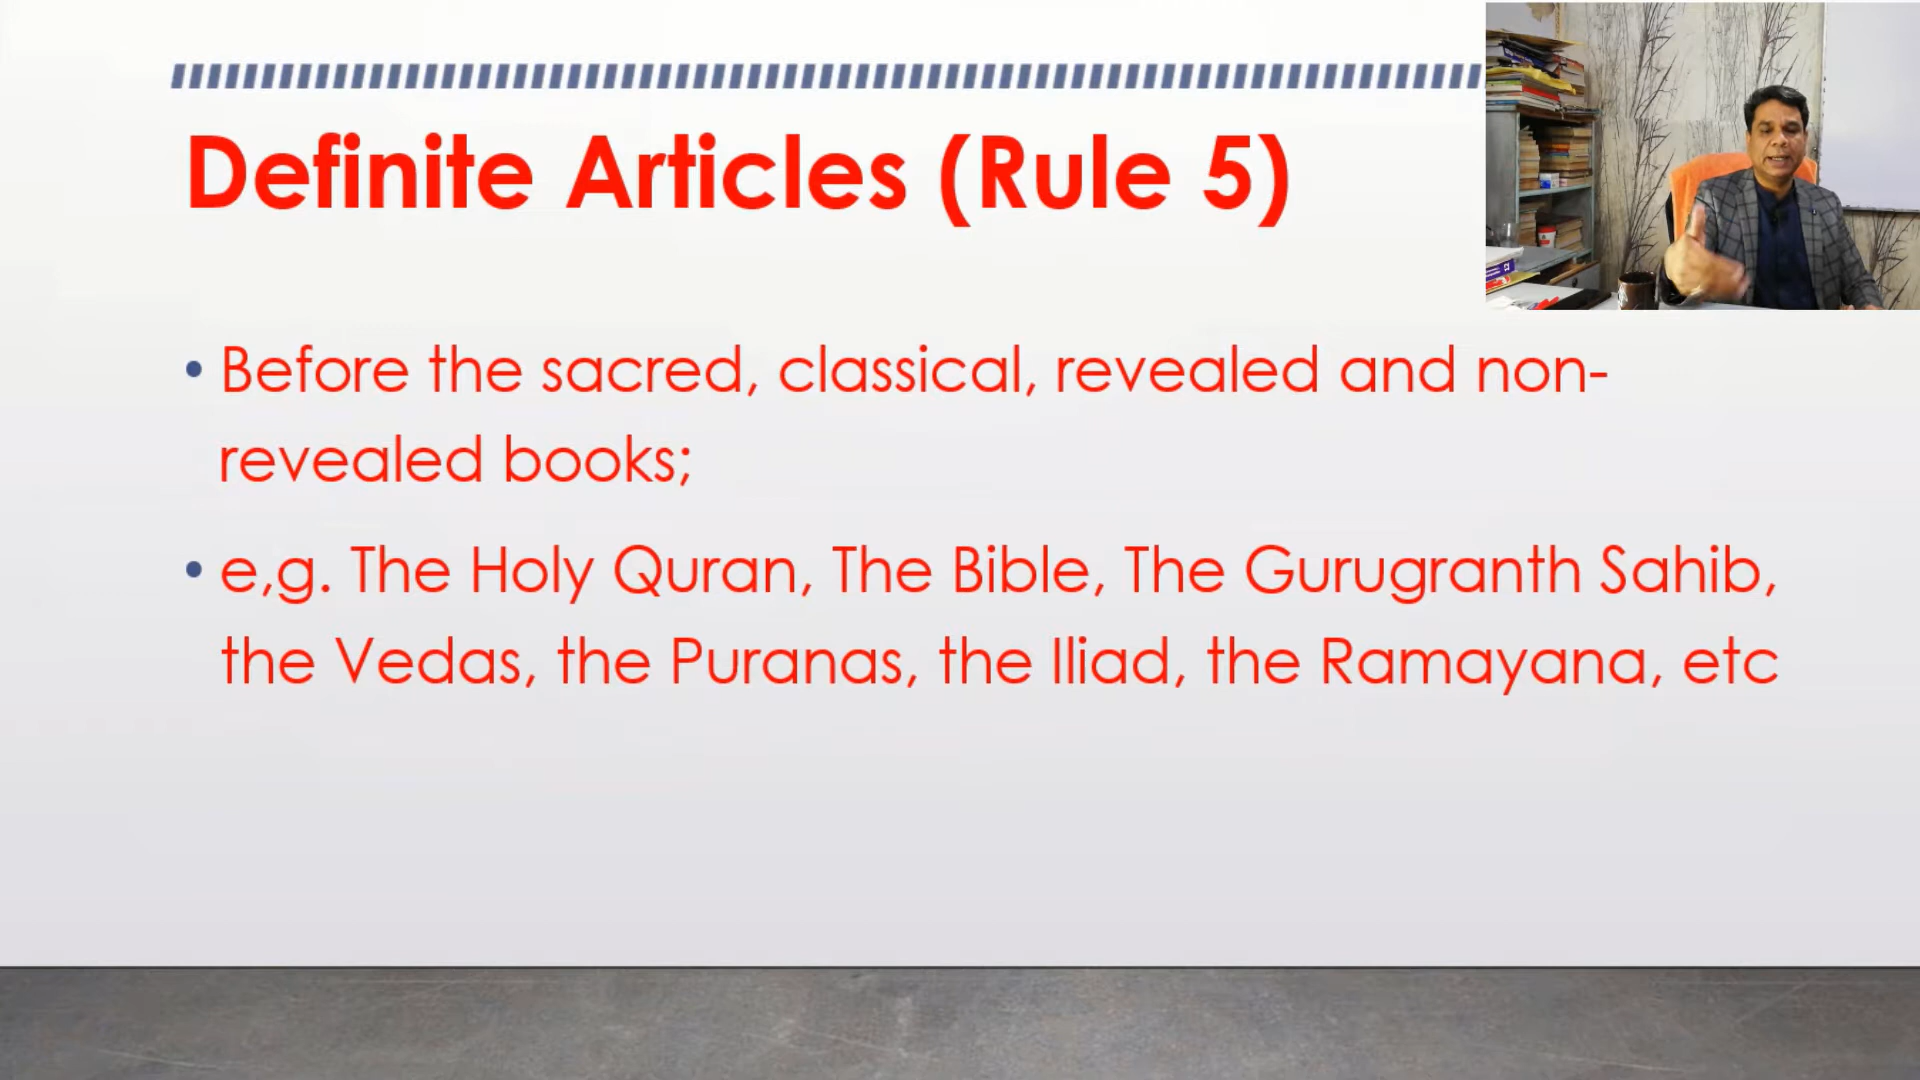 Definite Articles (Rule 5)
• Before the sacred, classical, revealed and non-
revealed books;
• e,g. The Holy Quran, The Bible, The Gurugranth Sahib,
the Vedas, the Puranas, the Iliad, the Ramayana, etc